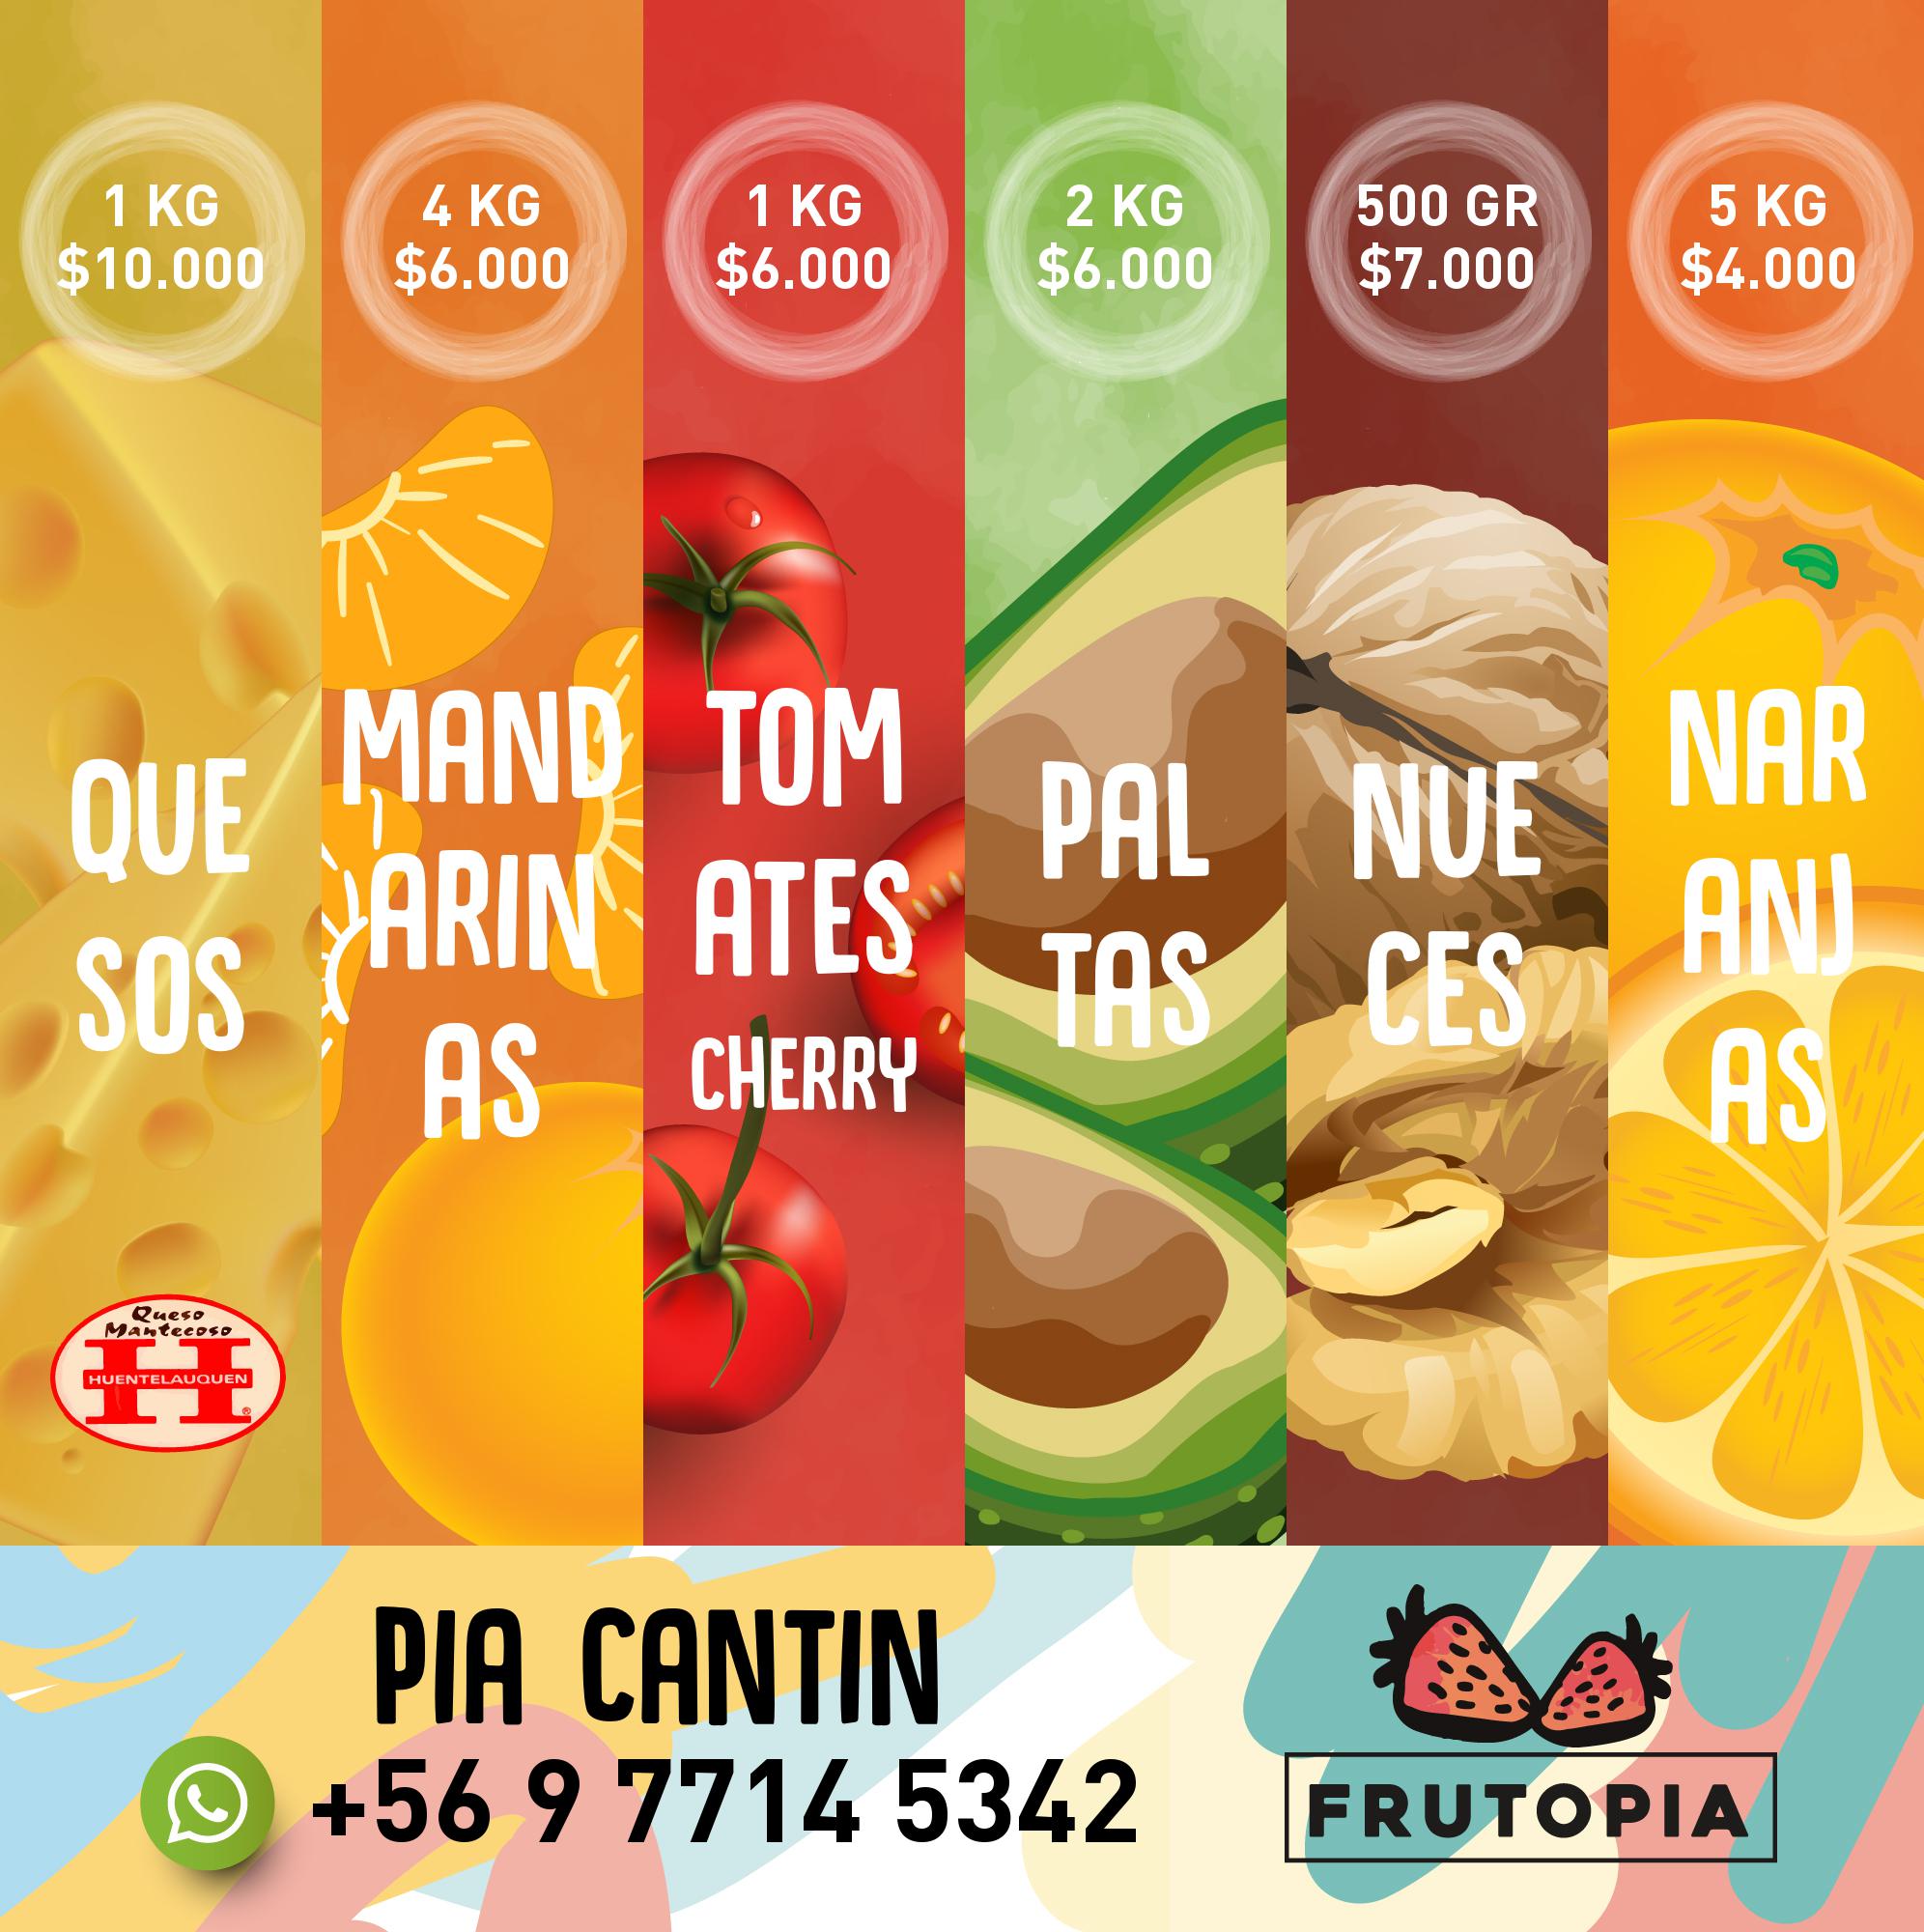 1 KG
$10.000
QUE
SOS
Queso
Mantecoso
H
HUENTELAUQUEN
®
4 KG
$6.000
MAND
ARIN
AS
1 KG
$6.000
TOM
ATES
CHERRY
2 KG
$6.000
PAL
TAS
500 GR
$7.000
NUE
CES
5 KG
$4.000
NAR
ANJ
AS
PIA CANTIN
+56 9 7714 5342
FRUTOPIA